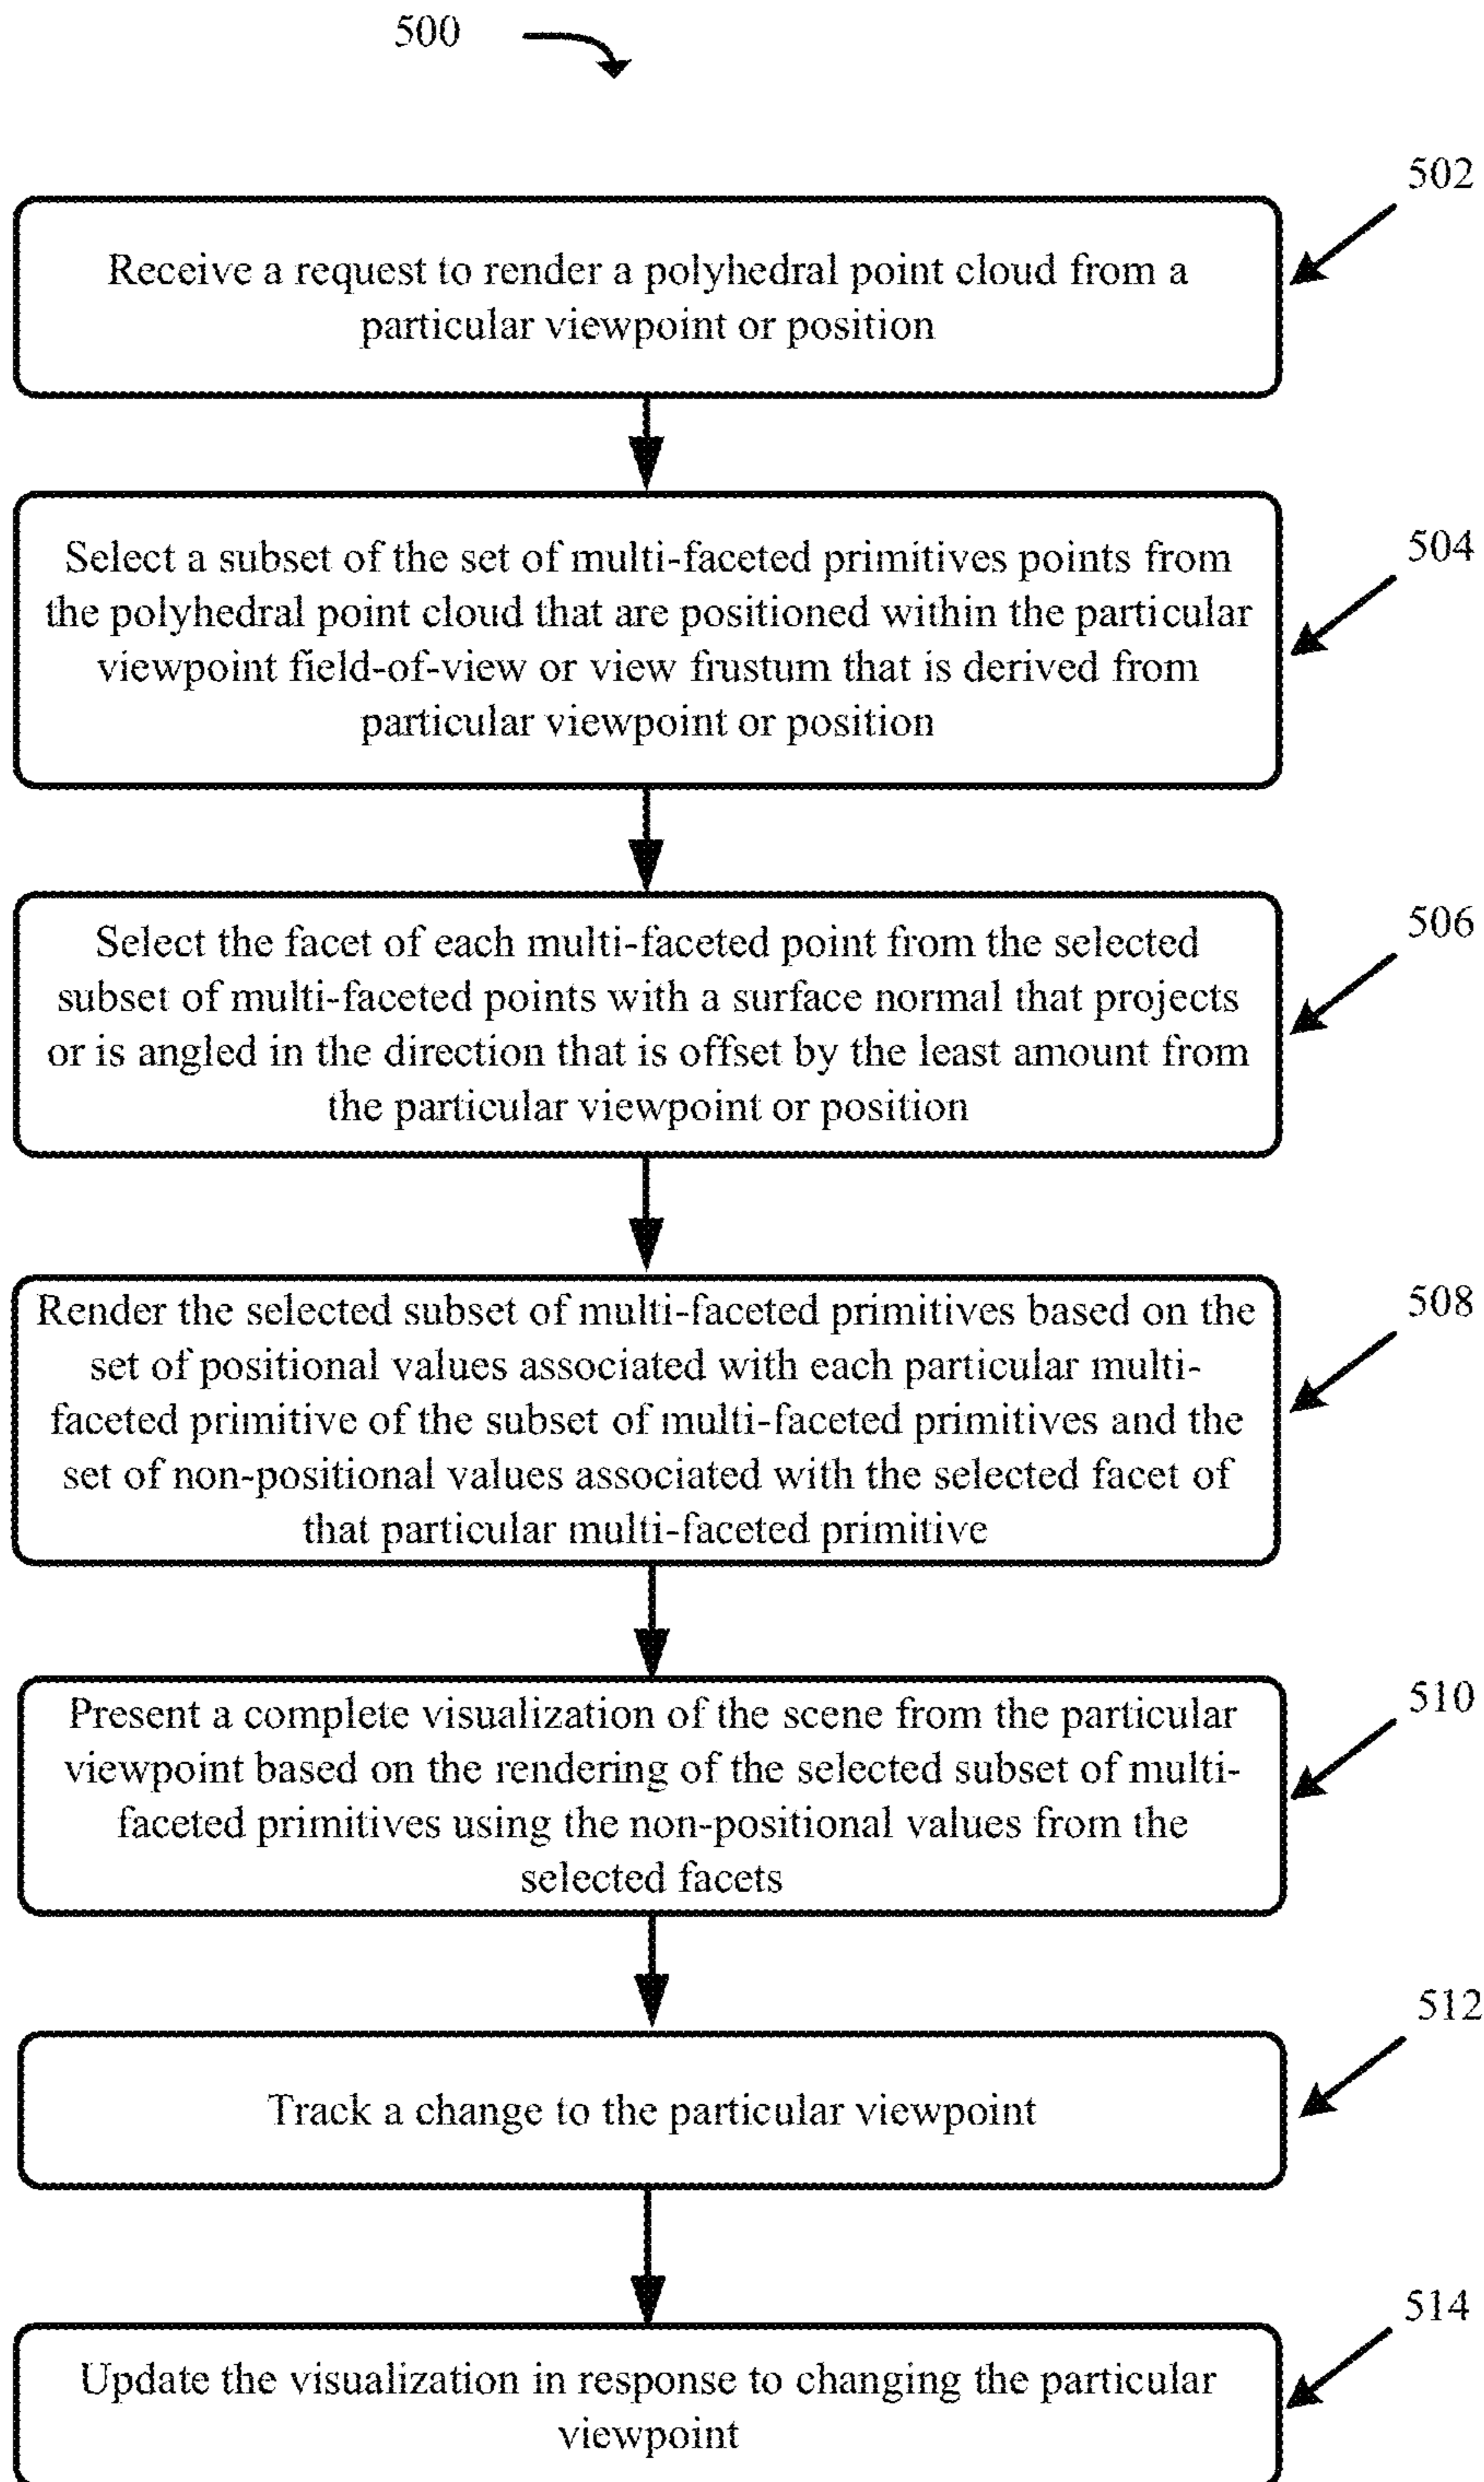 500
502
Receive a request to render a polyhedral point cloud from a
particular viewpoint or position
504
Select a subset of the set of multi-faceted primitives points from
the polyhedral point cloud that are positioned within the particular
viewpoint field-of-view or view frustum that is derived from
particular viewpoint or position
506
Select the facet of each multi-faceted point from the selected
subset of multi-faceted points with a surface normal that projects
or is angled in the direction that is offset by the least amount from
the particular viewpoint or position
508
Render the selected subset of multi-faceted primitives based on the
set of positional values associated with each particular multi-
faceted primitive of the subset of multi-faceted primitives and the
set of non-positional values associated with the selected facet of
that particular multi-faceted primitive
510
Present a complete visualization of the scene from the particular
viewpoint based on the rendering of the selected subset of multi-
faceted primitives using the non-positional values from the
selected facets
512
Track a change to the particular viewpoint
514
Update the visualization in response to changing the particular
viewpoint